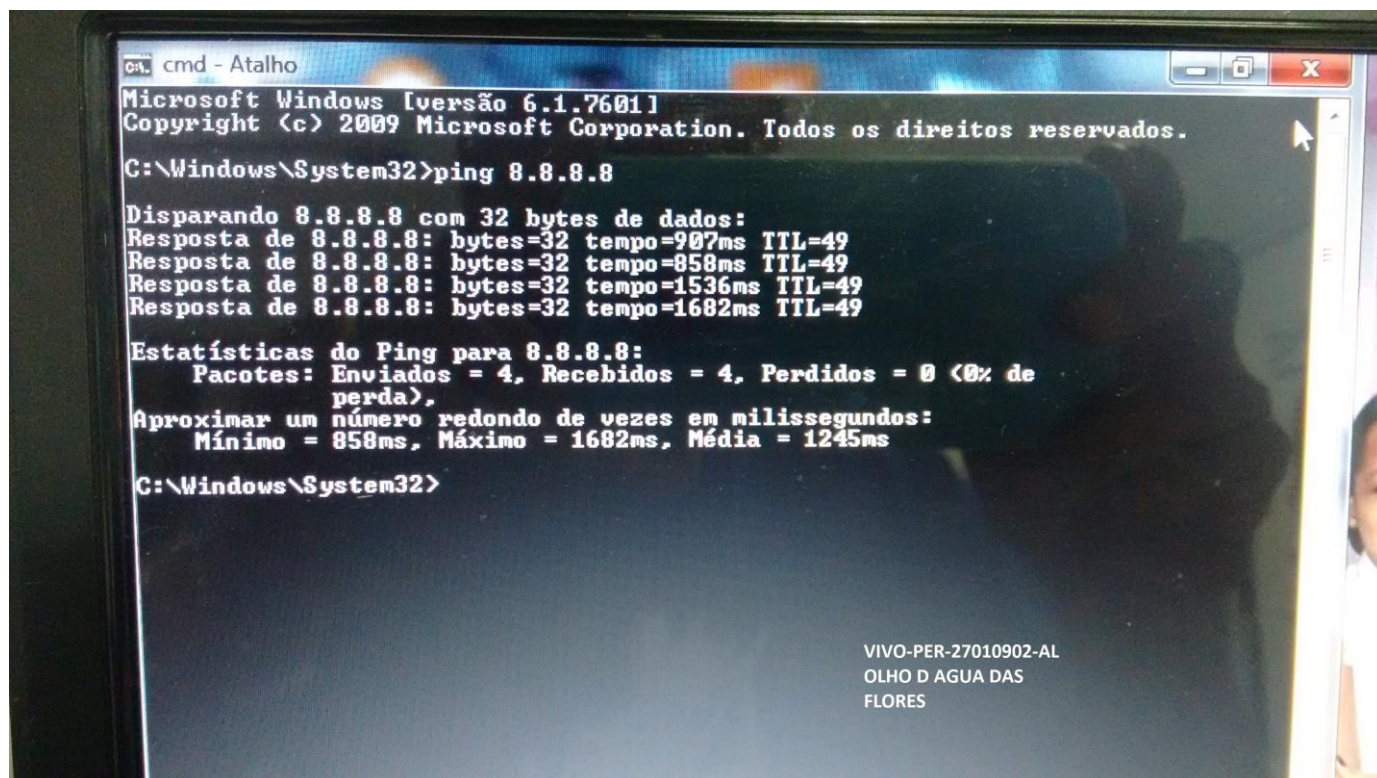 cmd - Atalho
Microsoft Windows [versão 6.1.7601]
Copyright (c) 2009 Microsoft Corporation. Todos os direitos reservados.
C:\Windows\System32>ping 8.8.8.8
Disparando 8.8.8.8 com 32 bytes de dados:
Resposta de 8.8.8.8: bytes=32 tempo=907ms TTL=49
Resposta de 8.8.8.8: bytes=32 tempo=858ms TTL=49
Resposta de 8.8.8.8: bytes=32 tempo=1536ms TTL=49
Resposta de 8.8.8.8: bytes=32 tempo=1682ms TTL=49
Estatísticas do Ping para 8.8.8.8:
Pacotes: Enviados = 4, Recebidos = 4, Perdidos = 0 (0% de
perda),
Aproximar um número redondo de vezes em milissegundos:
Mínimo = 858ms, Máximo = 1682ms, Média = 1245ms
C:\Windows\System32>
VIVO-PER-27010902-AL
OLHO D AGUA DAS
FLORES